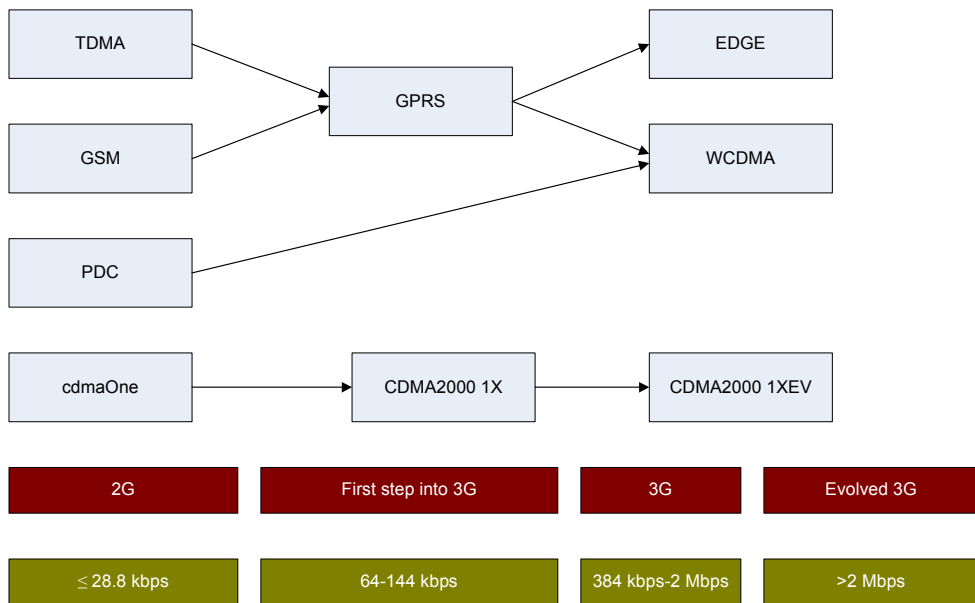 TDMA
EDGE
GPRS
GSM
WCDMA
PDC
cdmaOne
CDMA2000 1X
CDMA2000 1XEV
2G
First step into 3G
3G
Evolved 3G
≤ 28.8 kbps
64-144 kbps
384 kbps-2 Mbps
>2 Mbps